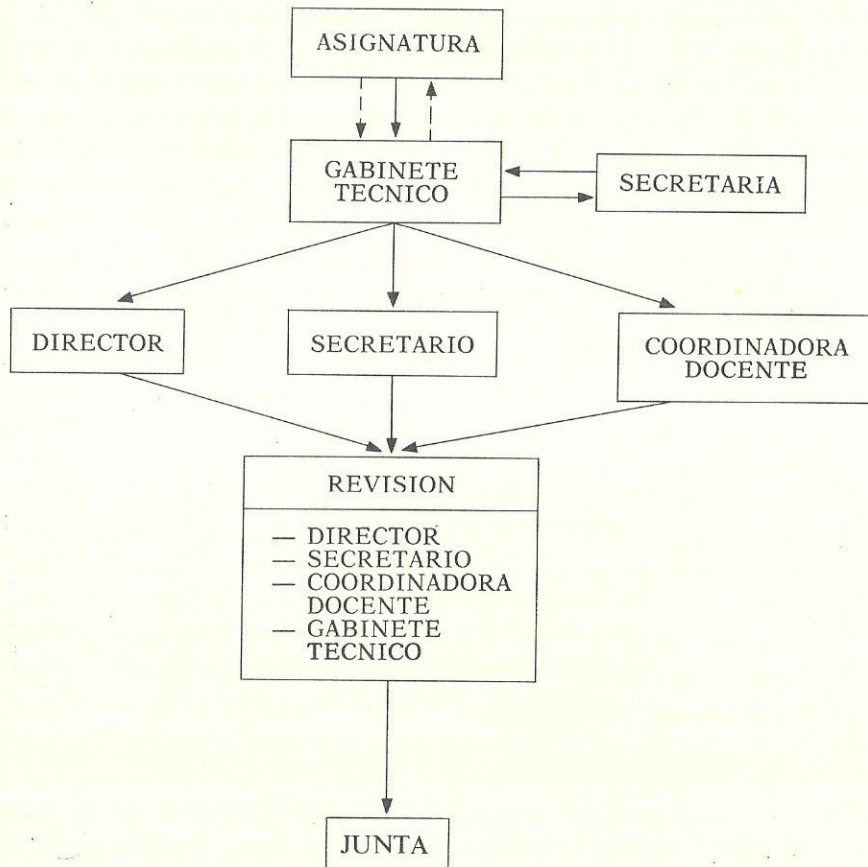 ASIGNATURA
GABINETE
TECNICO
SECRETARIA
DIRECTOR
SECRETARIO
COORDINADORA
DOCENTE
REVISION
— DIRECTOR
— SECRETARIO
— COORDINADORA
DOCENTE
— GABINETE
TECNICO
JUNTA